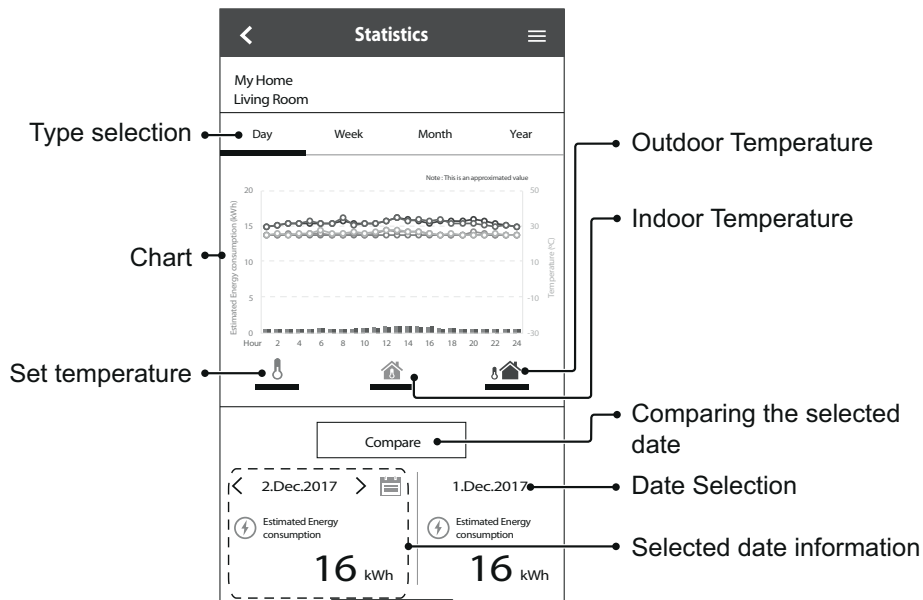 Statistics
My Home
Living Room
Type selection
Day Week Month Year
Outdoor Temperature
Note : This is an approximated value
Indoor Temperature
Chart
Estimated Energy consumption (kWh)
20
15
10
5
0
50
30
10
-10
-30
Temperature (ºC)
Hour 2 4 6 8 10 12 14 16 18 20 22 24
Set temperature
Comparing the selected
date
Compare
Date Selection
2.Dec.2017
1.Dec.2017
Estimated Energy
consumption
16 kWh
Estimated Energy
consumption
16 kWh
Selected date information